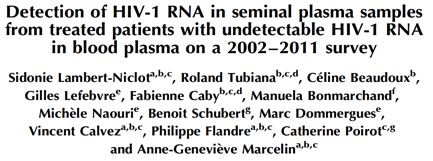 Detection of HIV-1 RNA in seminal plasma samples
from treated patients with undetectable HIV-1 RNA
in blood plasma on a 2002–2011 survey
Sidonie Lambert-Niclot^a,b,c, Roland Tubiana^b,c,d, Céline Beaudoux^b,
Gilles Lefebvre^e, Fabienne Caby^b,c,d, Manuela Bonmarchand^f,
Michèle Naouri^e, Benoit Schubert^g, Marc Dommergues^e,
Vincent Calvez^a,b,c, Philippe Flandre^a,b,c, Catherine Poirot^c,g
and Anne-Geneviève Marcelin^a,b,c